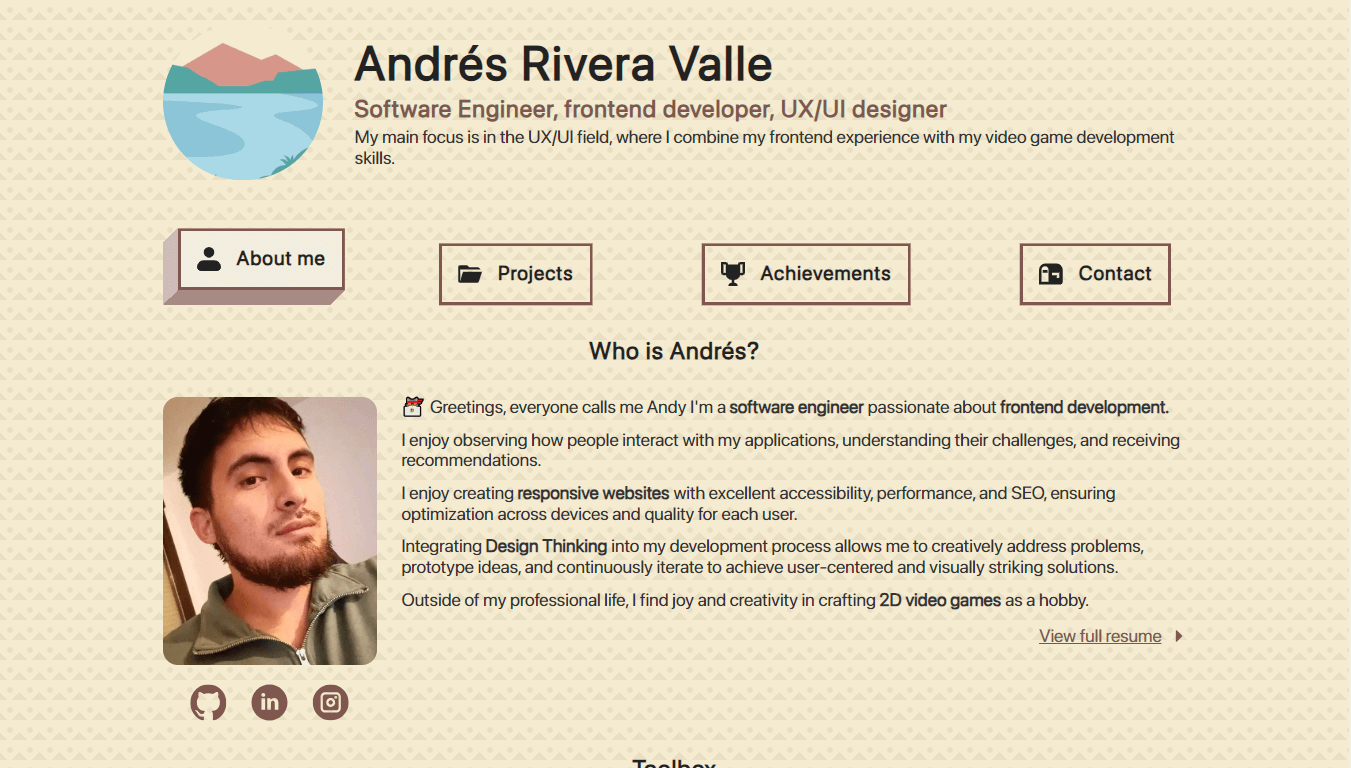 Andrés Rivera Valle
Software Engineer, frontend developer, UX/UI designer
My main focus is in the UX/UI field, where I combine my frontend experience with my video game development
skills.
About me
Projects
Achievements
Contact
Who is Andrés?
Greetings, everyone calls me Andy I'm a software engineer passionate about frontend development.
I enjoy observing how people interact with my applications, understanding their challenges, and receiving
recommendations.
I enjoy creating responsive websites with excellent accessibility, performance, and SEO, ensuring
optimization across devices and quality for each user.
Integrating Design Thinking into my development process allows me to creatively address problems,
prototype ideas, and continuously iterate to achieve user-centered and visually striking solutions.
Outside of my professional life, I find joy and creativity in crafting 2D video games as a hobby.
View full resume
in
Toolbox